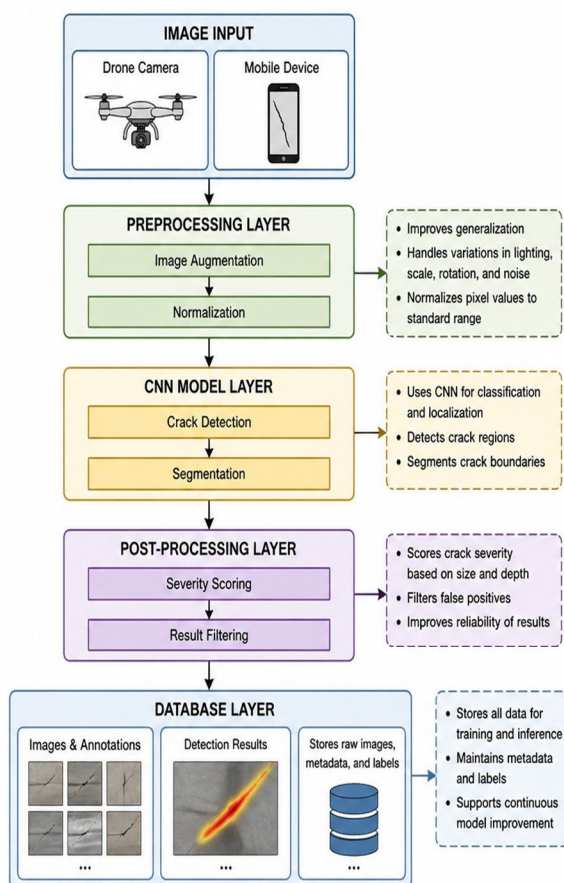 IMAGE INPUT
Drone Camera
Mobile Device
PREPROCESSING LAYER
Image Augmentation
Normalization
• Improves generalization
• Handles variations in lighting,
scale, rotation, and noise
• Normalizes pixel values to
standard range
CNN MODEL LAYER
Crack Detection
Segmentation
• Uses CNN for classification
and localization
• Detects crack regions
• Segments crack boundaries
POST-PROCESSING LAYER
Severity Scoring
Result Filtering
• Scores crack severity
based on size and depth
• Filters false positives
• Improves reliability of results
DATABASE LAYER
Images & Annotations
...
Detection Results
...
Stores raw images,
metadata, and labels
...
• Stores all data for
training and inference
• Maintains metadata
and labels
• Supports continuous
model improvement